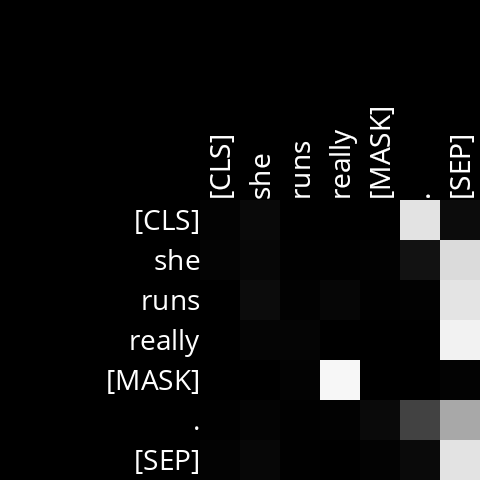 [CLS] she runs really [MASK] . [SEP]
[CLS]
she
runs
really
[MASK]
.
[SEP]